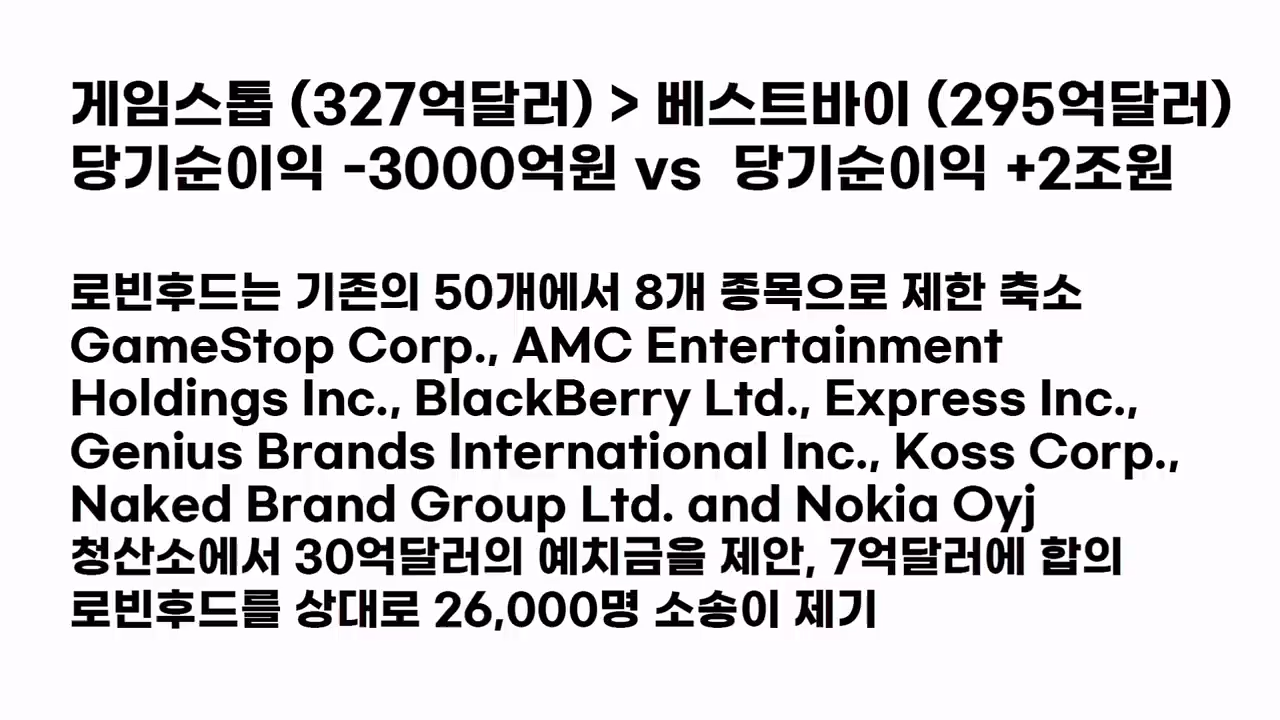 게임스톱 (327억달러) > 베스트바이 (295억달러)
당기순이익 -3000억원 vs 당기순이익 +2조원
로빈후드는 기존의 50개에서 8개 종목으로 제한 축소
GameStop Corp., AMC Entertainment
Holdings Inc., BlackBerry Ltd., Express Inc.,
Genius Brands International Inc., Koss Corp.,
Naked Brand Group Ltd. and Nokia Oyj
청산소에서 30억달러의 예치금을 제안, 7억달러에 합의
로빈후드를 상대로 26,000명 소송이 제기